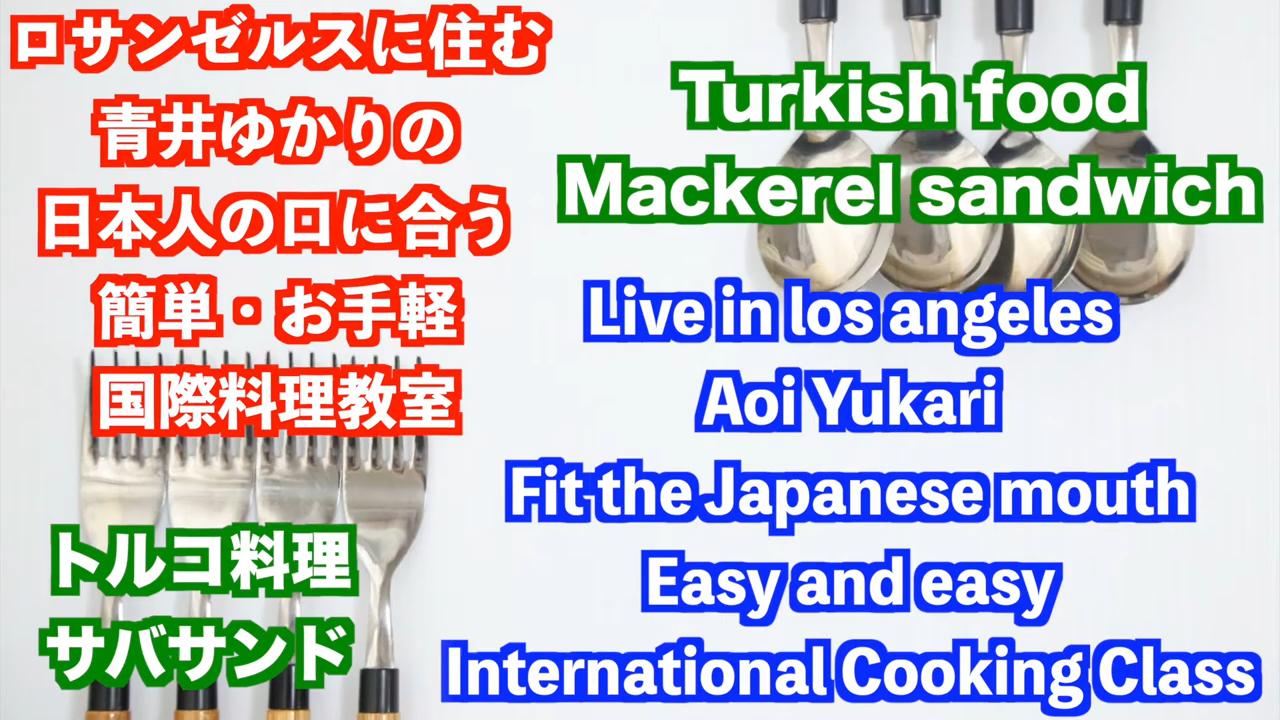 ロサンゼルスに住む
青井ゆかりの
日本人の口に合う
簡単・お手軽
国際料理教室
トルコ料理
サバサンド
Turkish food
Mackerel sandwich
Live in los angeles
Aoi Yukari
Fit the Japanese mouth
Easy and easy
International Cooking Class